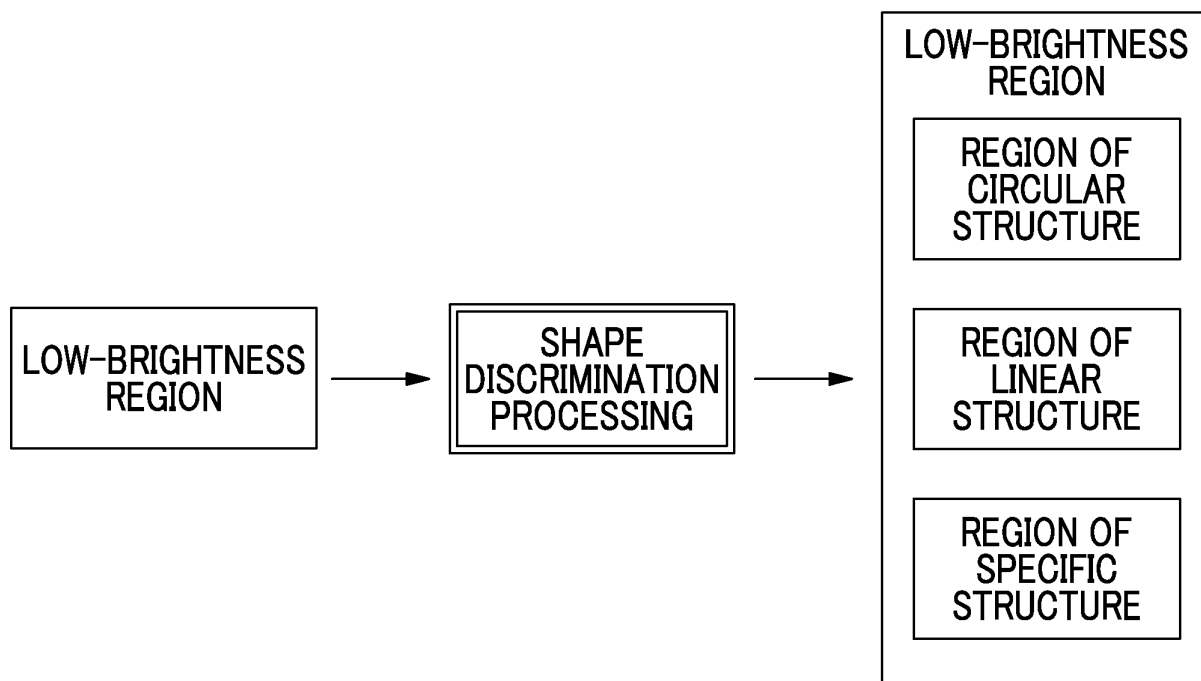 LOW-BRIGHTNESS
REGION
SHAPE
DISCRIMINATION
PROCESSING
LOW-BRIGHTNESS
REGION
REGION OF
CIRCULAR
STRUCTURE
REGION OF
LINEAR
STRUCTURE
REGION OF
SPECIFIC
STRUCTURE